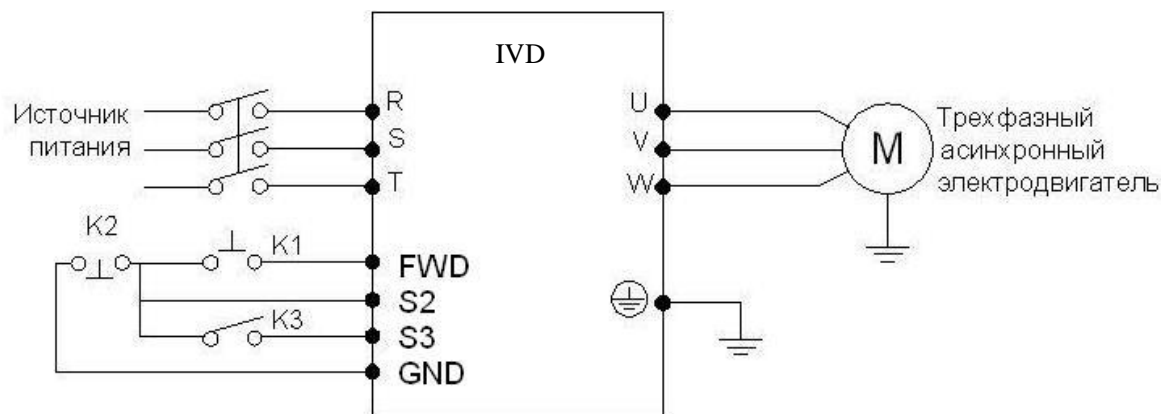 IVD
Источник
питания
R
S
T
U
V
W
M
Трехфазный
асинхронный
электродвигатель
K2
K1
K3
FWD
S2
S3
GND